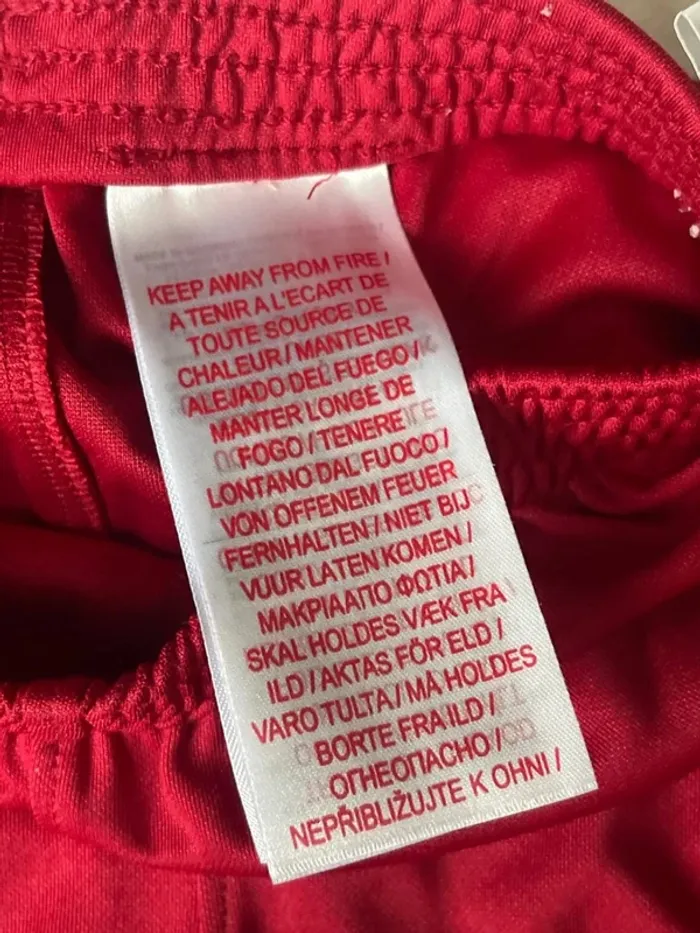 KEEP AWAY FROM FIRE /
A TENIR A L'ECART DE
TOUTE SOURCE DE
CHALEUR / MANTENER
ALEJADO DEL FUEGO /
MANTER LONGE DE
FOGO / TENERE
LONTANO DAL FUOCO /
VON OFFENEM FEUER
FERNHALTEN / NIET BIJ
VUUR LATEN KOMEN /
ΜΑΚΡΙΑΑΠΟ ΦΩΤΙΑ /
SKAL HOLDES VÆK FRA
ILD / AKTAS FÖR ELD /
VARO TULTA / MÅ HOLDES
BORTE FRA ILD /
ОГНЕОПАСНО /
NEPŘIBLIŽUJTE K OHNI /